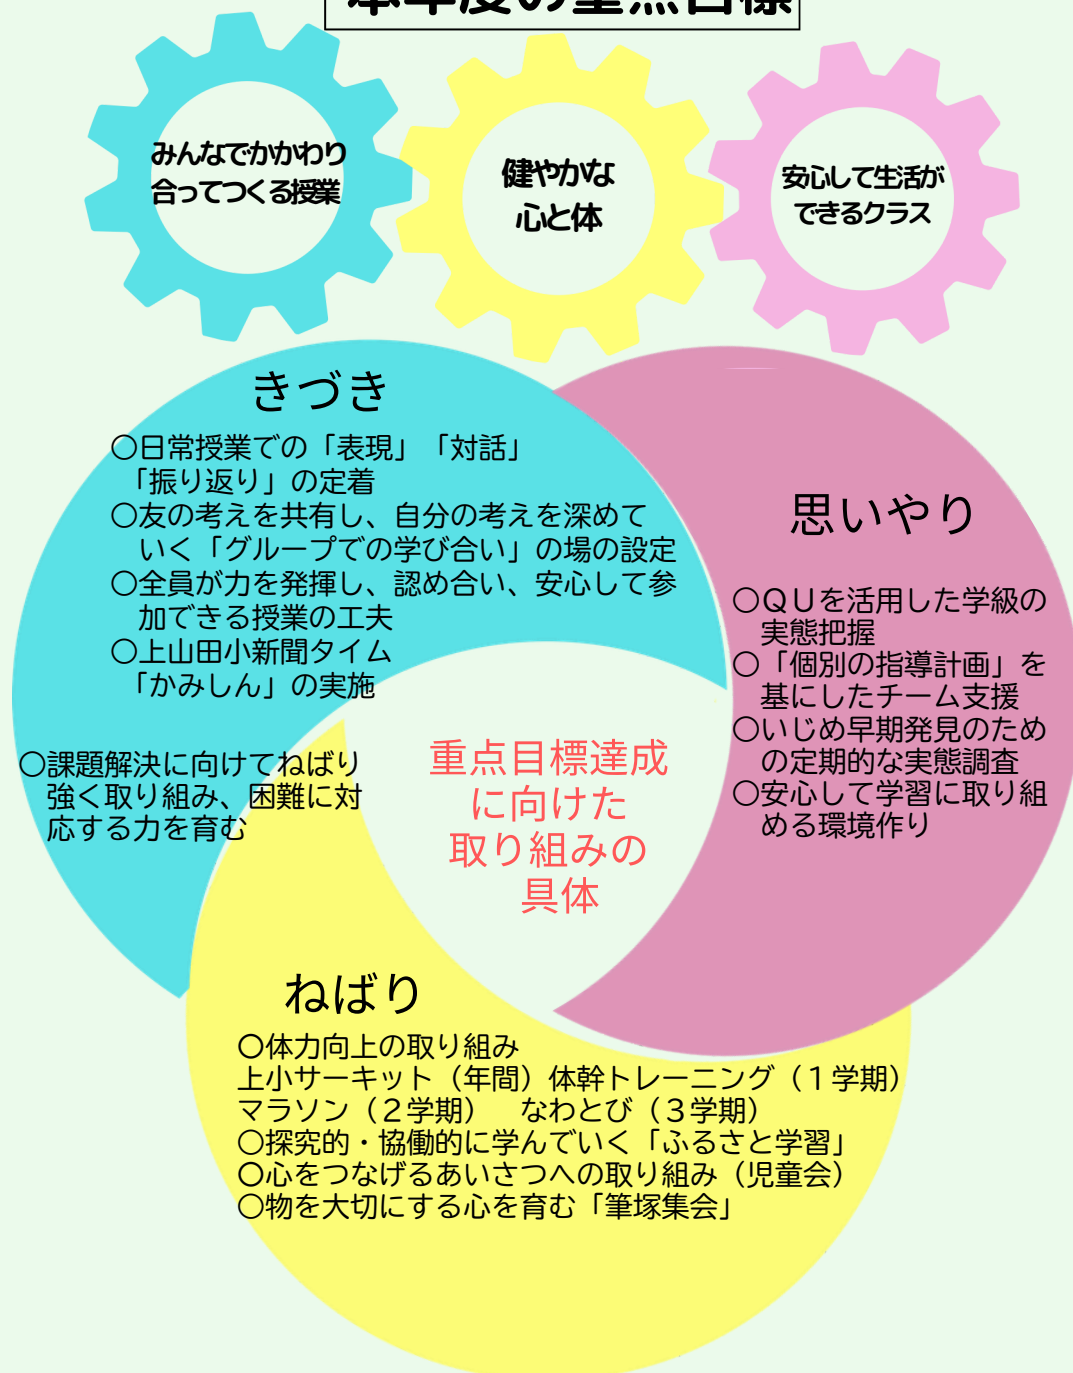 本年度の重点目標
みんなでかかわり
合ってつくる授業
健やかな
心と体
安心して生活が
できるクラス
きづき
〇日常授業での「表現」「対話」
「振り返り」の定着
〇友の考えを共有し、自分の考えを深めて
いく「グループでの学び合い」の場の設定
〇全員が力を発揮し、認め合い、安心して参
加できる授業の工夫
〇上山田小新聞タイム
「かみしん」の実施
〇課題解決に向けてねばり
強く取り組み、困難に対
応する力を育む
思いやり
〇ＱＵを活用した学級の
実態把握
〇「個別の指導計画」を
基にしたチーム支援
〇いじめ早期発見のため
の定期的な実態調査
〇安心して学習に取り組
める環境作り
重点目標達成
に向けた
取り組みの
具体
ねばり
〇体力向上の取り組み
上小サーキット（年間）体幹トレーニング（１学期）
マラソン（２学期）　なわとび（３学期）
〇探究的・協働的に学んでいく「ふるさと学習」
〇心をつなげるあいさつへの取り組み（児童会）
〇物を大切にする心を育む「筆塚集会」